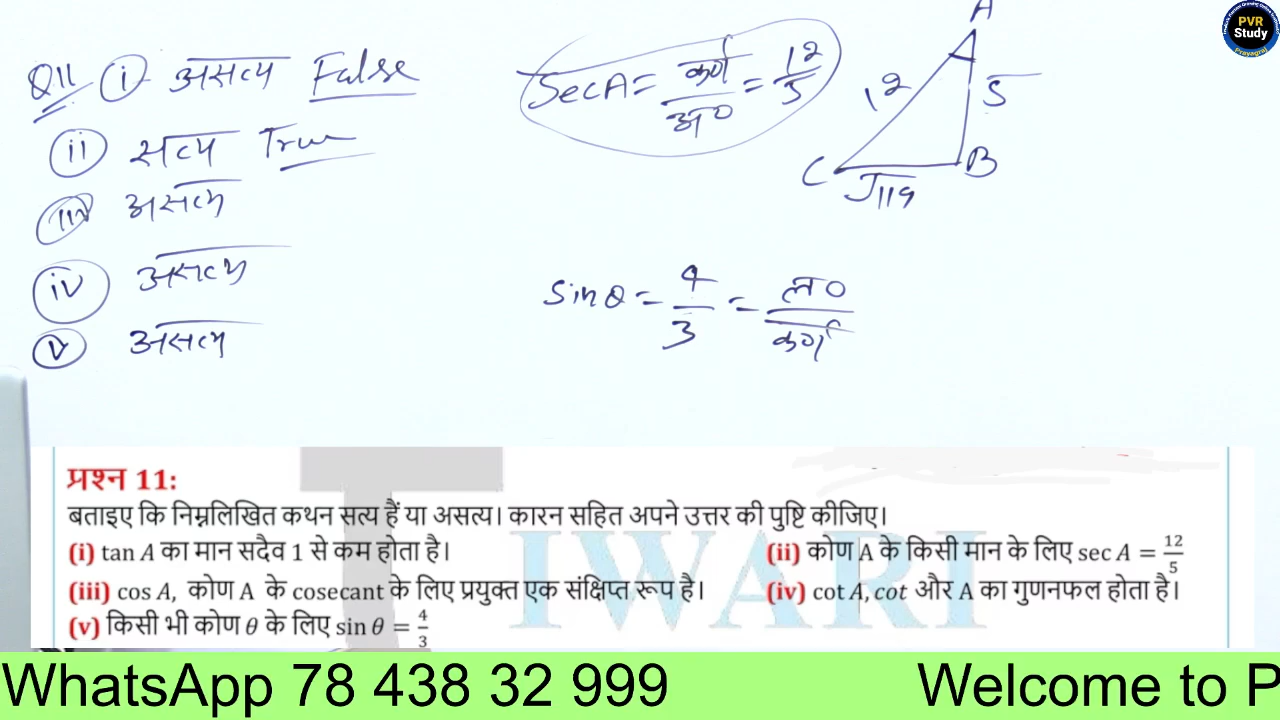 PVR
Study
Prayagraj
Q11 (i) असत्य False
(ii) सत्य True
(iii) असत्य
(iv) असत्य
(v) असत्य
SecA = कर्ण/अ० = 12/5
A
12
5
C
B
√119
Sinθ = 4/3 = ल०/कर्ण
प्रश्न 11:
बताइए कि निम्नलिखित कथन सत्य हैं या असत्य। कारन सहित अपने उत्तर की पुष्टि कीजिए।
(i) tan A का मान सदैव 1 से कम होता है। (ii) कोण A के किसी मान के लिए sec A = 12/5
(iii) cos A, कोण A के cosecant के लिए प्रयुक्त एक संक्षिप्त रूप है। (iv) cot A, cot और A का गुणनफल होता है।
(v) किसी भी कोण θ के लिए sin θ = 4/3
TIWARI
WhatsApp 78 438 32 999 Welcome to P